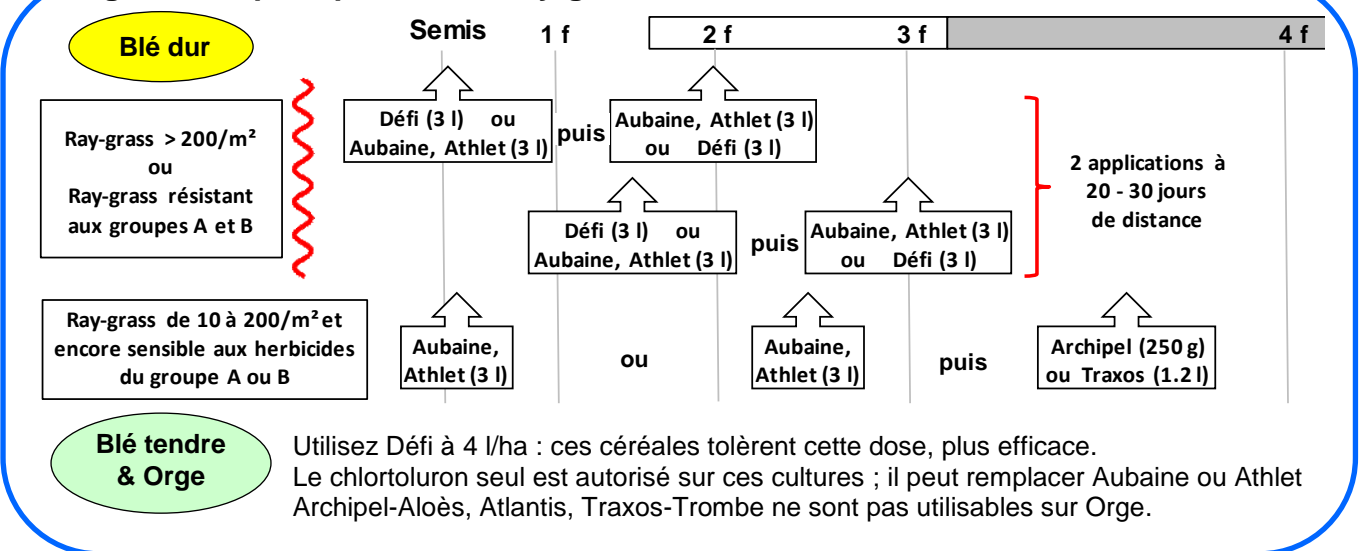 Blé dur
Semis 1 f 2 f 3 f 4 f
Ray-grass > 200/m²
ou
Ray-grass résistant
aux groupes A et B
Défi (3 l) ou
Aubaine, Athlet (3 l)
puis
Aubaine, Athlet (3 l)
ou Défi (3 l)
Défi (3 l) ou
Aubaine, Athlet (3 l)
puis
Aubaine, Athlet (3 l)
ou Défi (3 l)
2 applications à
20 - 30 jours
de distance
Ray-grass de 10 à 200/m² et
encore sensible aux herbicides
du groupe A ou B
Aubaine,
Athlet (3 l)
ou
Aubaine,
Athlet (3 l)
puis
Archipel (250 g)
ou Traxos (1.2 l)
Blé tendre
& Orge
Utilisez Défi à 4 l/ha : ces céréales tolèrent cette dose, plus efficace.
Le chlortoluron seul est autorisé sur ces cultures ; il peut remplacer Aubaine ou Athlet
Archipel-Aloès, Atlantis, Traxos-Trombe ne sont pas utilisables sur Orge.